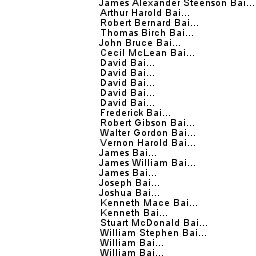 James Alexander Steenson Bai...
Arthur Harold Bai...
Robert Bernard Bai...
Thomas Birch Bai...
John Bruce Bai...
Cecil McLean Bai...
David Bai...
David Bai...
David Bai...
David Bai...
David Bai...
Frederick Bai...
Robert Gibson Bai...
Walter Gordon Bai...
Vernon Harold Bai...
James Bai...
James William Bai...
James Bai...
Joseph Bai...
Joshua Bai...
Kenneth Mace Bai...
Kenneth Bai...
Stuart McDonald Bai...
William Stephen Bai...
William Bai...
William Bai...